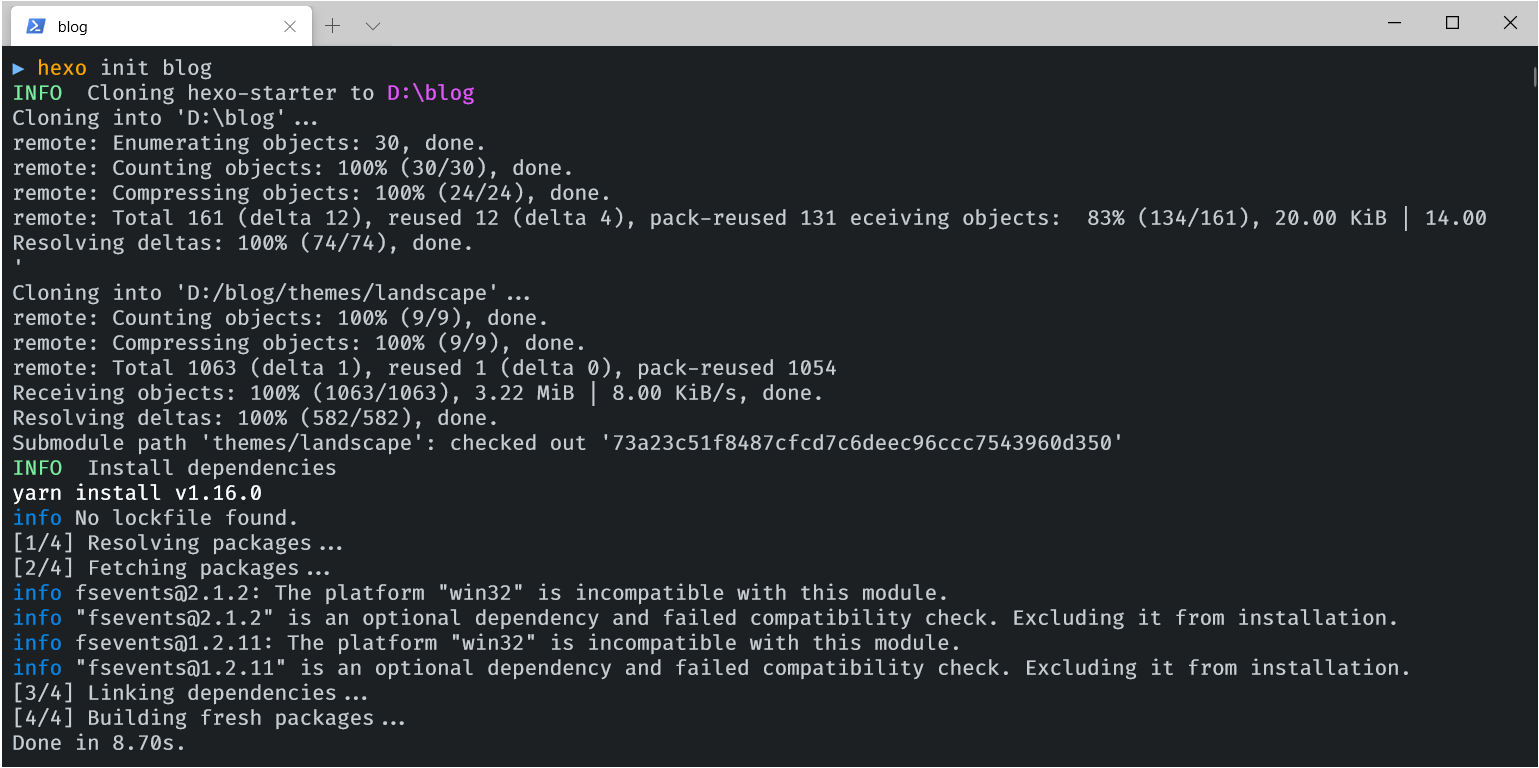 blog
▶ hexo init blog
INFO  Cloning hexo-starter to D:\blog
Cloning into 'D:\blog'...
remote: Enumerating objects: 30, done.
remote: Counting objects: 100% (30/30), done.
remote: Compressing objects: 100% (24/24), done.
remote: Total 161 (delta 12), reused 12 (delta 4), pack-reused 131 eceiving objects:  83% (134/161), 20.00 KiB | 14.00
Resolving deltas: 100% (74/74), done.
'
Cloning into 'D:/blog/themes/landscape'...
remote: Counting objects: 100% (9/9), done.
remote: Compressing objects: 100% (9/9), done.
remote: Total 1063 (delta 1), reused 1 (delta 0), pack-reused 1054
Receiving objects: 100% (1063/1063), 3.22 MiB | 8.00 KiB/s, done.
Resolving deltas: 100% (582/582), done.
Submodule path 'themes/landscape': checked out '73a23c51f8487cfcd7c6deec96ccc7543960d350'
INFO  Install dependencies
yarn install v1.16.0
info No lockfile found.
[1/4] Resolving packages...
[2/4] Fetching packages...
info fsevents@2.1.2: The platform "win32" is incompatible with this module.
info "fsevents@2.1.2" is an optional dependency and failed compatibility check. Excluding it from installation.
info fsevents@1.2.11: The platform "win32" is incompatible with this module.
info "fsevents@1.2.11" is an optional dependency and failed compatibility check. Excluding it from installation.
[3/4] Linking dependencies...
[4/4] Building fresh packages...
Done in 8.70s.